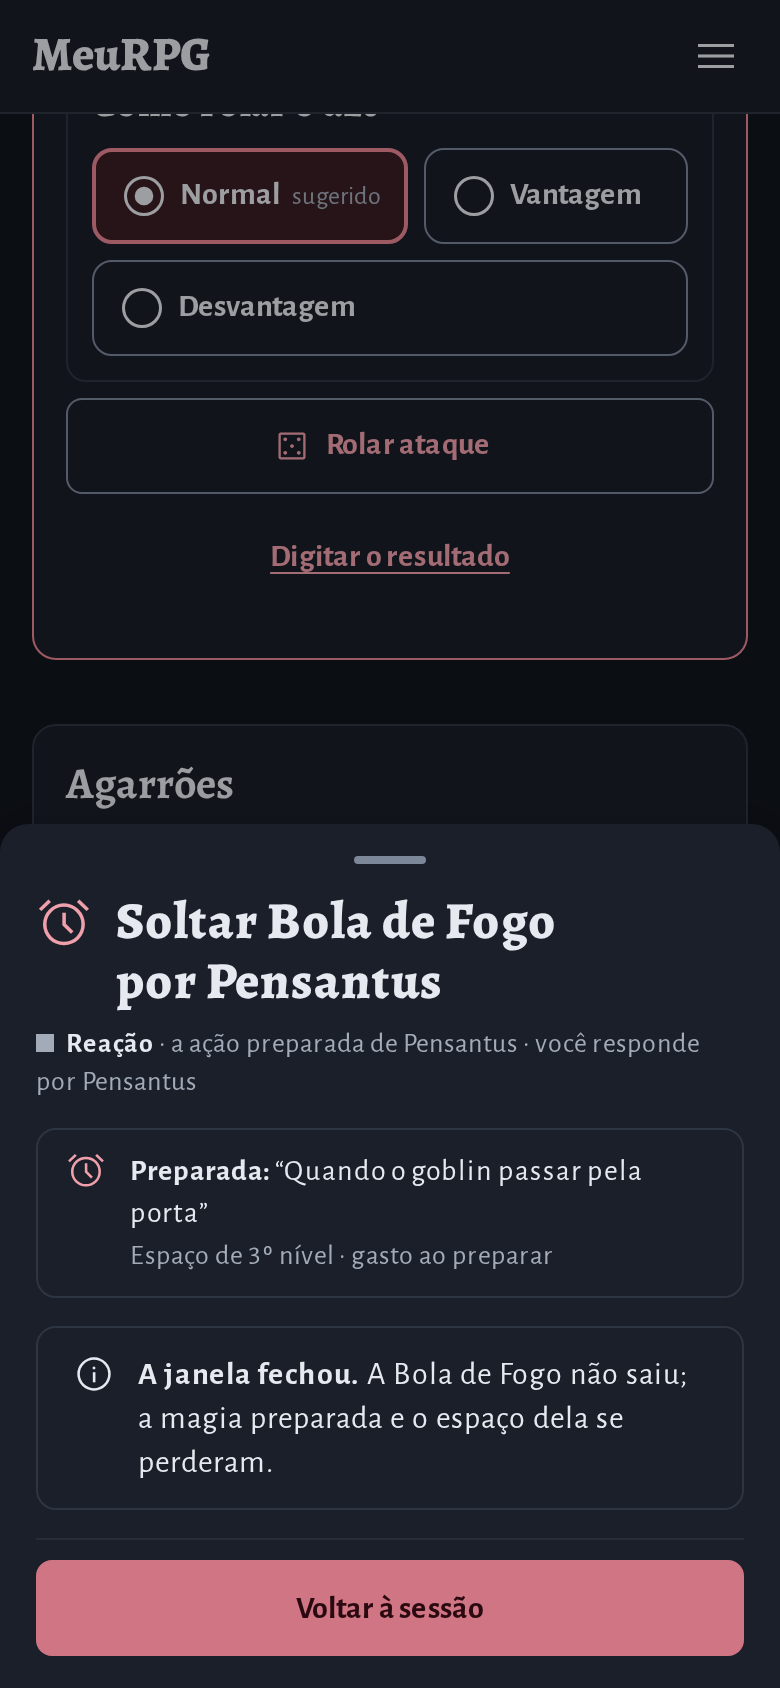 MeuRPG
Normal sugerido
Vantagem
Desvantagem
Rolar ataque
Digitar o resultado
Agarrões
Soltar Bola de Fogo
por Pensantus
Reação · a ação preparada de Pensantus · você responde
por Pensantus
Preparada: “Quando o goblin passar pela
porta”
Espaço de 3º nível · gasto ao preparar
A janela fechou. A Bola de Fogo não saiu;
a magia preparada e o espaço dela se
perderam.
Voltar à sessão